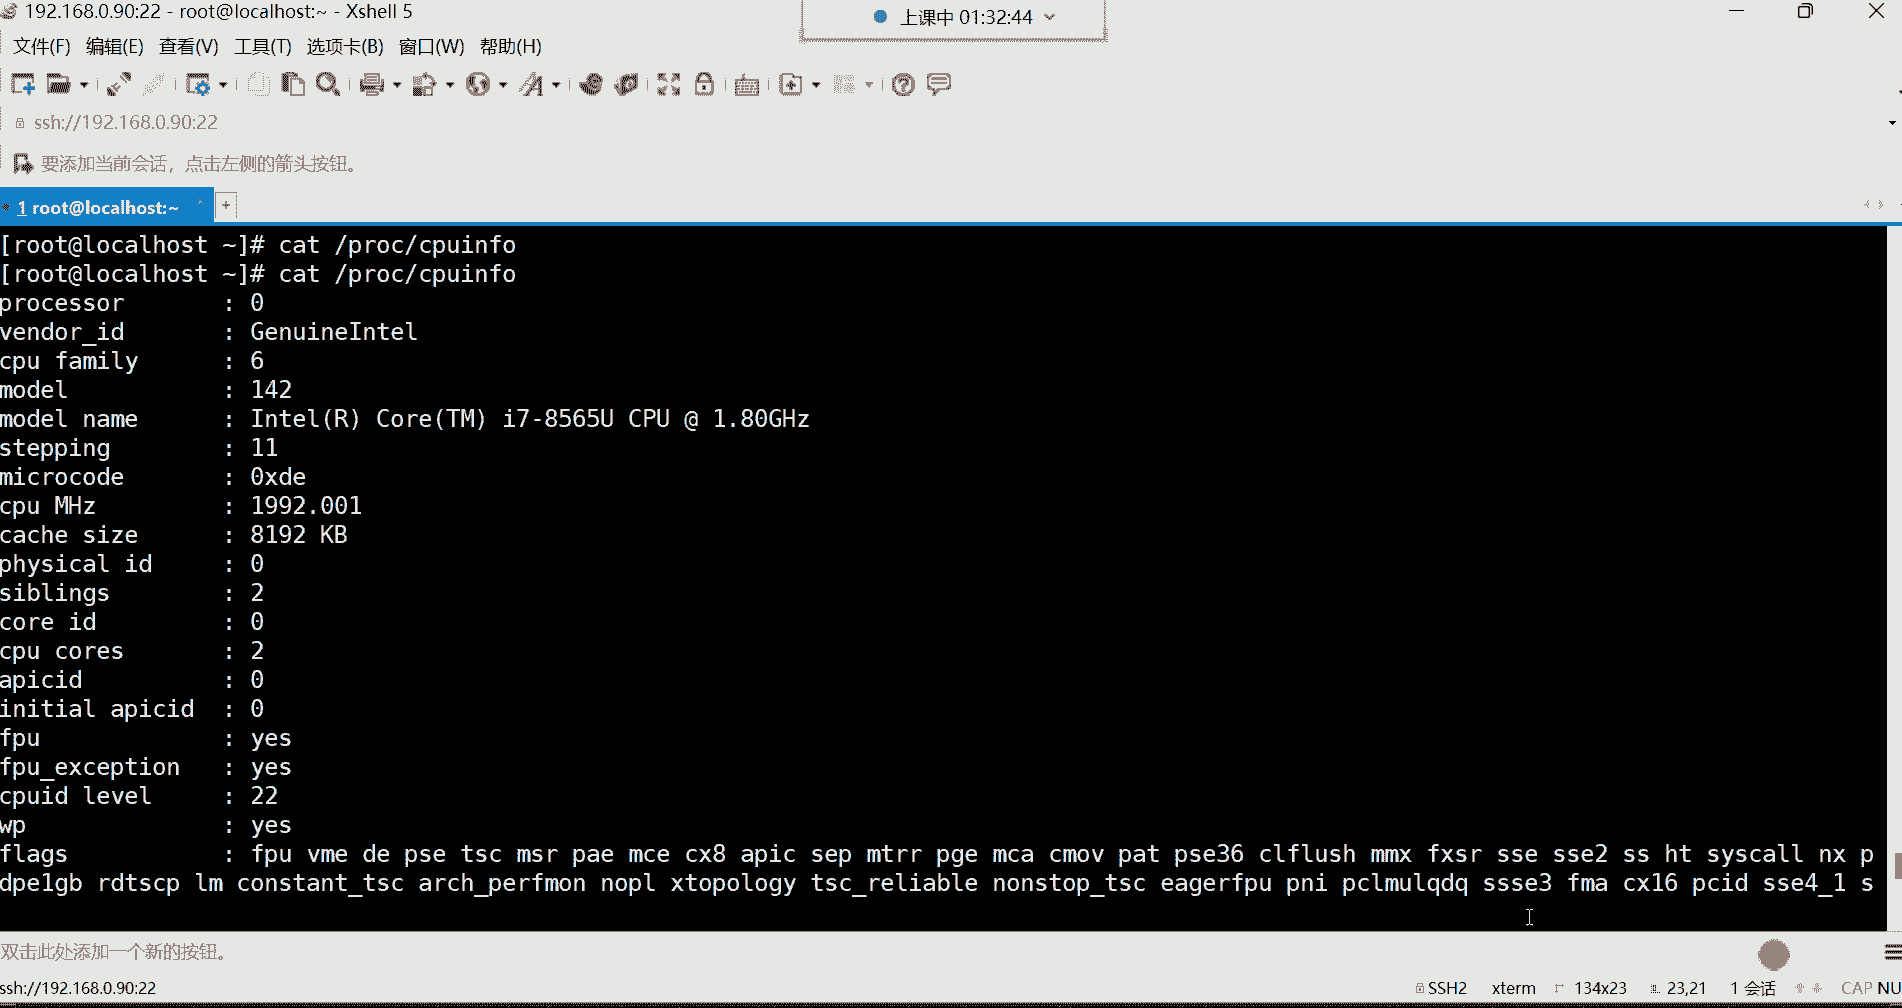 192.168.0.90:22 - root@localhost:~ - Xshell 5
上课中 01:32:44
文件(F) 编辑(E) 查看(V) 工具(T) 选项卡(B) 窗口(W) 帮助(H)
ssh://192.168.0.90:22
要添加当前会话，点击左侧的箭头按钮。
1 root@localhost:~
[root@localhost ~]# cat /proc/cpuinfo
[root@localhost ~]# cat /proc/cpuinfo
processor : 0
vendor_id : GenuineIntel
cpu family : 6
model : 142
model name : Intel(R) Core(TM) i7-8565U CPU @ 1.80GHz
stepping : 11
microcode : 0xde
cpu MHz : 1992.001
cache size : 8192 KB
physical id : 0
siblings : 2
core id : 0
cpu cores : 2
apicid : 0
initial apicid : 0
fpu : yes
fpu_exception : yes
cpuid level : 22
wp : yes
flags : fpu vme de pse tsc msr pae mce cx8 apic sep mtrr pge mca cmov pat pse36 clflush mmx fxsr sse sse2 ss ht syscall nx p
dpe1gb rdtscp lm constant_tsc arch_perfmon nopl xtopology tsc_reliable nonstop_tsc eagerfpu pni pclmulqdq ssse3 fma cx16 pcid sse4_1 s
双击此处添加一个新的按钮。
ssh://192.168.0.90:22 SSH2 xterm 134x23 23,21 1 会话 CAP NU